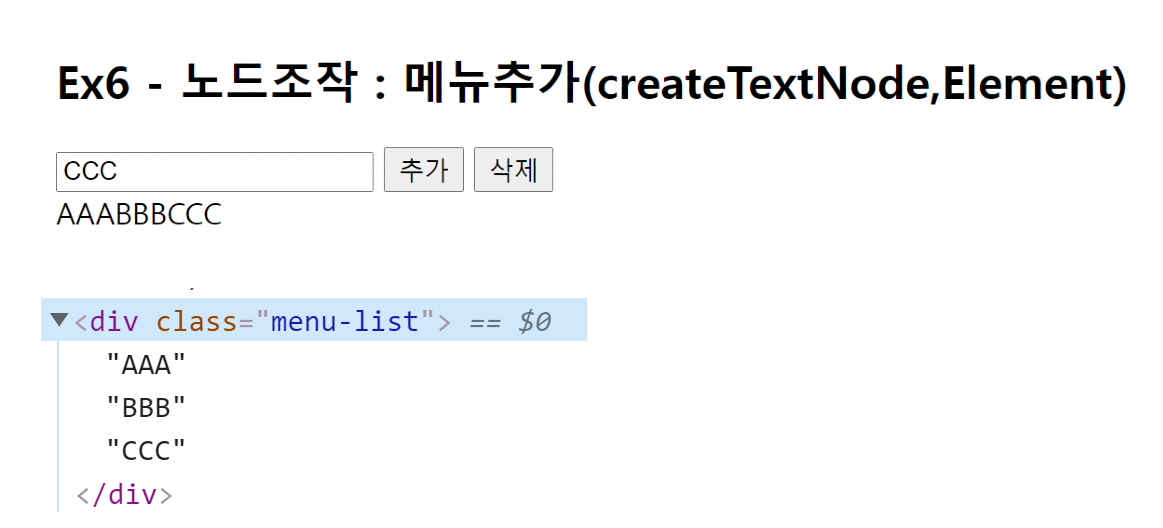 Ex6 - 노드조작 : 메뉴추가(createTextNode,Element)
CCC 추가 삭제
AAABBBCCC
<div class="menu-list"> == $0
"AAA"
"BBB"
"CCC"
</div>